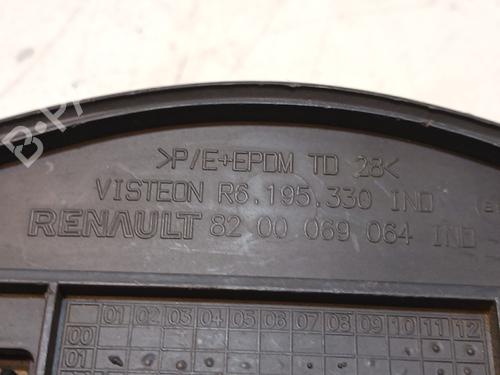 >P/E+EPDM TD 28<
VISTEON R6.195.330 IND
RENAULT 82 00 069 064 IND
01 02 03 04 05 06 07 08 09 10 11 12
00
01